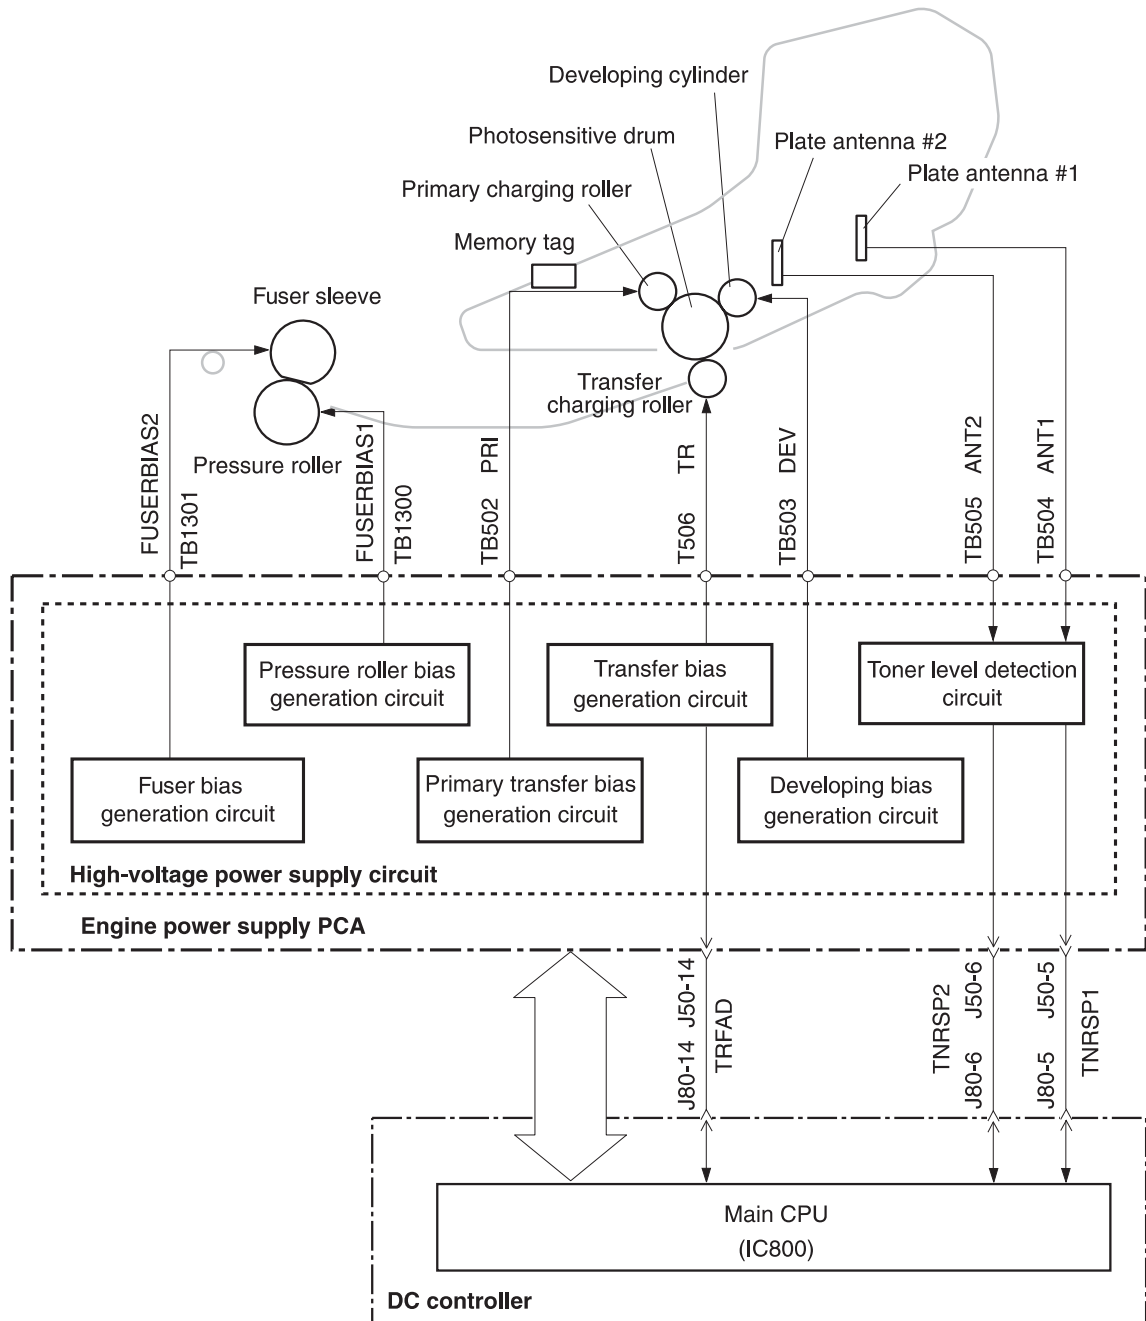 Developing cylinder
Photosensitive drum
Plate antenna #2
Plate antenna #1
Primary charging roller
Memory tag
Fuser sleeve
Transfer
charging roller
Pressure roller
FUSERBIAS2
TB1301
FUSERBIAS1
TB1300
TB502 PRI
T506 TR
TB503 DEV
TB505 ANT2
TB504 ANT1
Pressure roller bias
generation circuit
Transfer bias
generation circuit
Toner level detection
circuit
Fuser bias
generation circuit
Primary transfer bias
generation circuit
Developing bias
generation circuit
High-voltage power supply circuit
Engine power supply PCA
J80-14 J50-14
TRFAD
TNRSP2
J80-6 J50-6
J80-5 J50-5
TNRSP1
Main CPU
(IC800)
DC controller